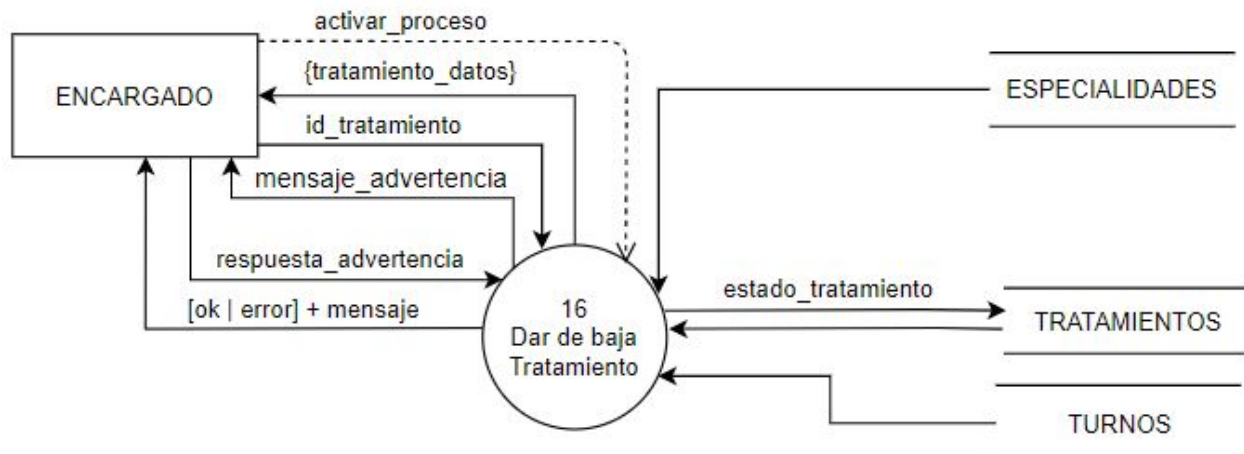 activar_proceso
{tratamiento_datos}
ENCARGADO
ESPECIALIDADES
id_tratamiento
mensaje_advertencia
respuesta_advertencia
estado_tratamiento
[ok | error] + mensaje
16
Dar de baja
Tratamiento
TRATAMIENTOS
TURNOS